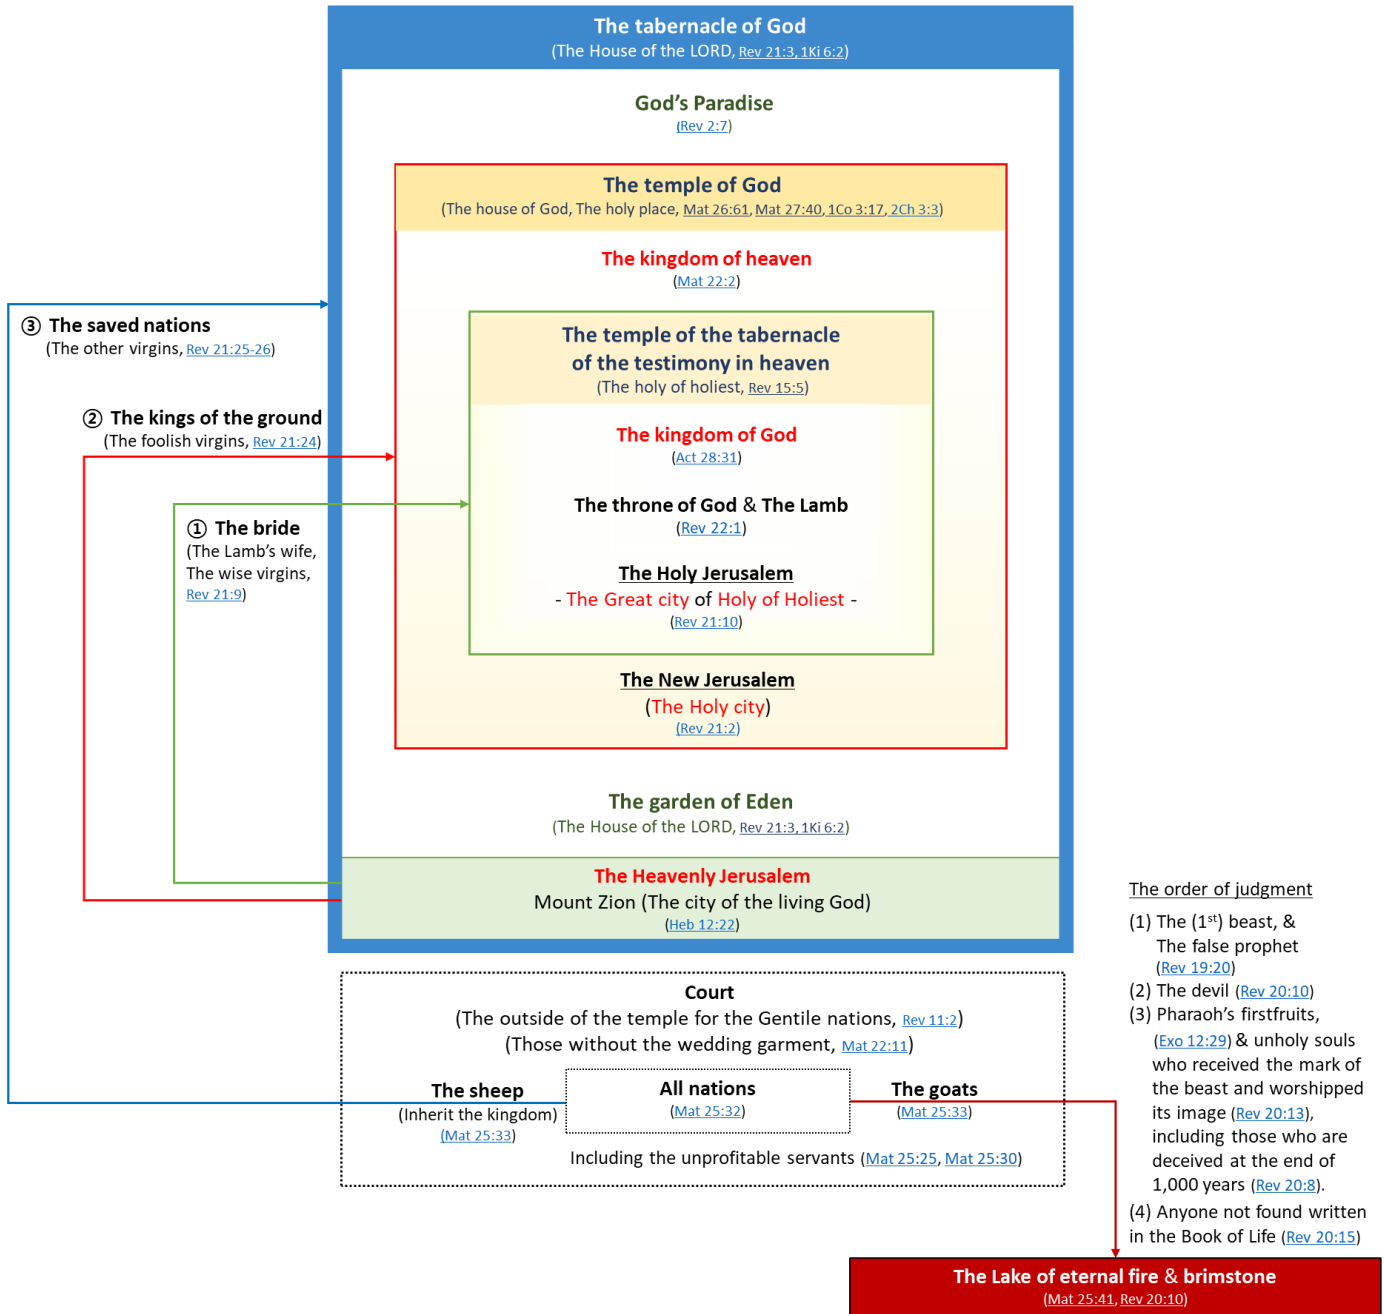 The tabernacle of God
(The House of the LORD, Rev 21:3, 1Ki 6:2)
God's Paradise
(Rev 2:7)
The temple of God
(The house of God, The holy place, Mat 26:61, Mat 27:40, 1Co 3:17, 2Ch 3:3)
The kingdom of heaven
(Mat 22:2)
The temple of the tabernacle
of the testimony in heaven
(The holy of holiest, Rev 15:5)
The kingdom of God
(Act 28:31)
The throne of God & The Lamb
(Rev 22:1)
The Holy Jerusalem
- The Great city of Holy of Holiest -
(Rev 21:10)
The New Jerusalem
(The Holy city)
(Rev 21:2)
The garden of Eden
(The House of the LORD, Rev 21:3, 1Ki 6:2)
The Heavenly Jerusalem
Mount Zion (The city of the living God)
(Heb 12:22)
③ The saved nations
(The other virgins, Rev 21:25-26)
② The kings of the ground
(The foolish virgins, Rev 21:24)
① The bride
(The Lamb's wife,
The wise virgins,
Rev 21:9)
Court
(The outside of the temple for the Gentile nations, Rev 11:2)
(Those without the wedding garment, Mat 22:11)
The sheep
(Inherit the kingdom)
(Mat 25:33)
All nations
(Mat 25:32)
The goats
(Mat 25:33)
Including the unprofitable servants (Mat 25:25, Mat 25:30)
The order of judgment
(1) The (1st) beast, &
The false prophet
(Rev 19:20)
(2) The devil (Rev 20:10)
(3) Pharaoh's firstfruits,
(Exo 12:29) & unholy souls
who received the mark of
the beast and worshipped
its image (Rev 20:13),
including those who are
deceived at the end of
1,000 years (Rev 20:8).
(4) Anyone not found written
in the Book of Life (Rev 20:15)
The Lake of eternal fire & brimstone
(Mat 25:41, Rev 20:10)